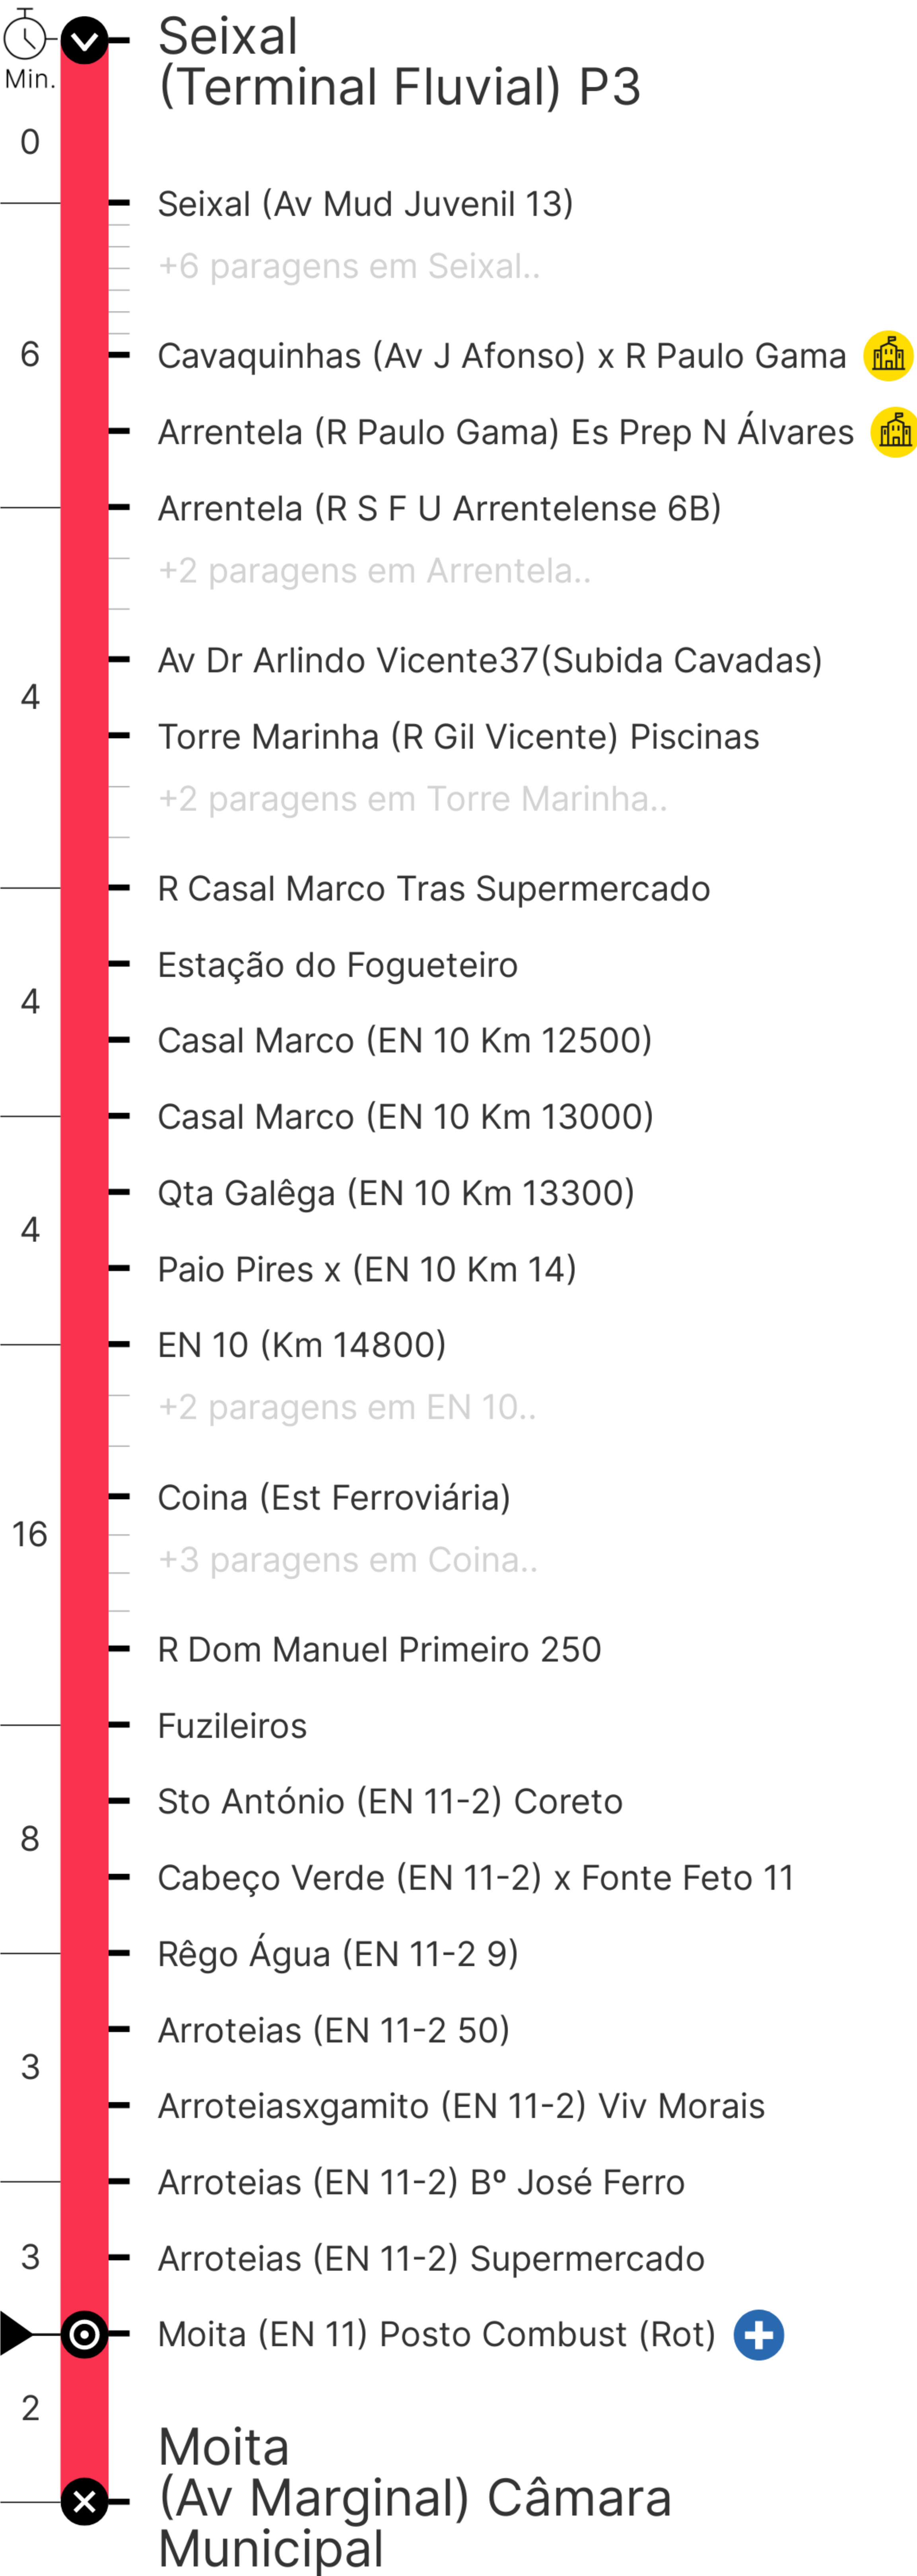 Seixal
(Terminal Fluvial) P3
Min.
0
Seixal (Av Mud Juvenil 13)
+6 paragens em Seixal..
6
Cavaquinhas (Av J Afonso) x R Paulo Gama
Arrentela (R Paulo Gama) Es Prep N Álvares
Arrentela (R S F U Arrentelense 6B)
+2 paragens em Arrentela..
Av Dr Arlindo Vicente37(Subida Cavadas)
4
Torre Marinha (R Gil Vicente) Piscinas
+2 paragens em Torre Marinha..
R Casal Marco Tras Supermercado
Estação do Fogueteiro
4
Casal Marco (EN 10 Km 12500)
Casal Marco (EN 10 Km 13000)
Qta Galêga (EN 10 Km 13300)
4
Paio Pires x (EN 10 Km 14)
EN 10 (Km 14800)
+2 paragens em EN 10..
Coina (Est Ferroviária)
16
+3 paragens em Coina..
R Dom Manuel Primeiro 250
Fuzileiros
Sto António (EN 11-2) Coreto
8
Cabeço Verde (EN 11-2) x Fonte Feto 11
Rêgo Água (EN 11-2 9)
Arroteias (EN 11-2 50)
3
Arroteiasxgamito (EN 11-2) Viv Morais
Arroteias (EN 11-2) Bº José Ferro
3
Arroteias (EN 11-2) Supermercado
Moita (EN 11) Posto Combust (Rot)
2
Moita
(Av Marginal) Câmara
Municipal